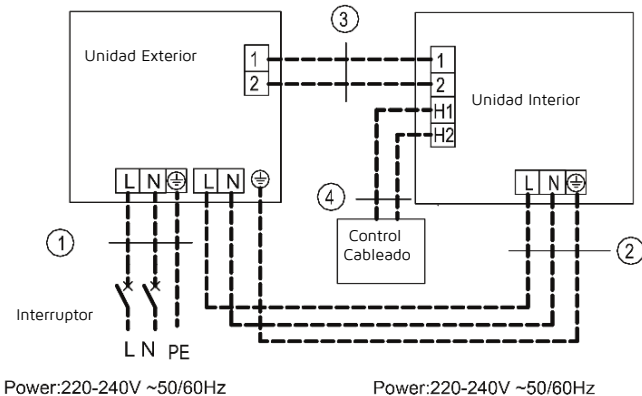 3
Unidad Exterior
1
2
1
2
H1
H2
Unidad Interior
L N
L N
L N
4
Control
Cableado
1
2
Interruptor
L N PE
Power:220-240V ~50/60Hz
Power:220-240V ~50/60Hz